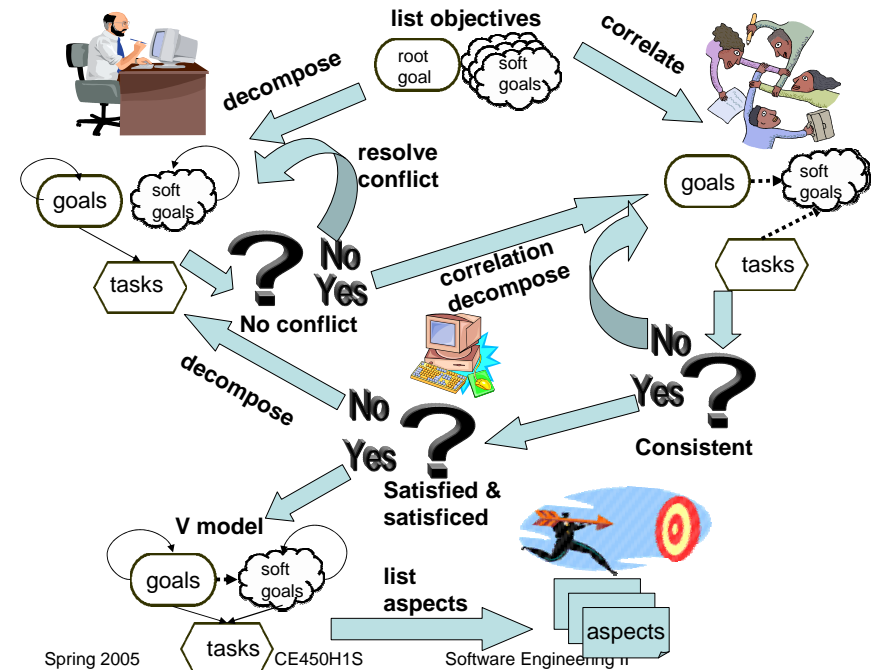 list objectives
root
goal
soft
goals
correlate
decompose
resolve
conflict
goals
soft
goals
tasks
goals
soft
goals
tasks
?
No
Yes
No conflict
correlation
decompose
No
Yes
?
Consistent
decompose
No
Yes
?
Satisfied &
satisficed
V model
goals
soft
goals
tasks
list
aspects
aspects
Spring 2005
CE450H1S
Software Engineering II